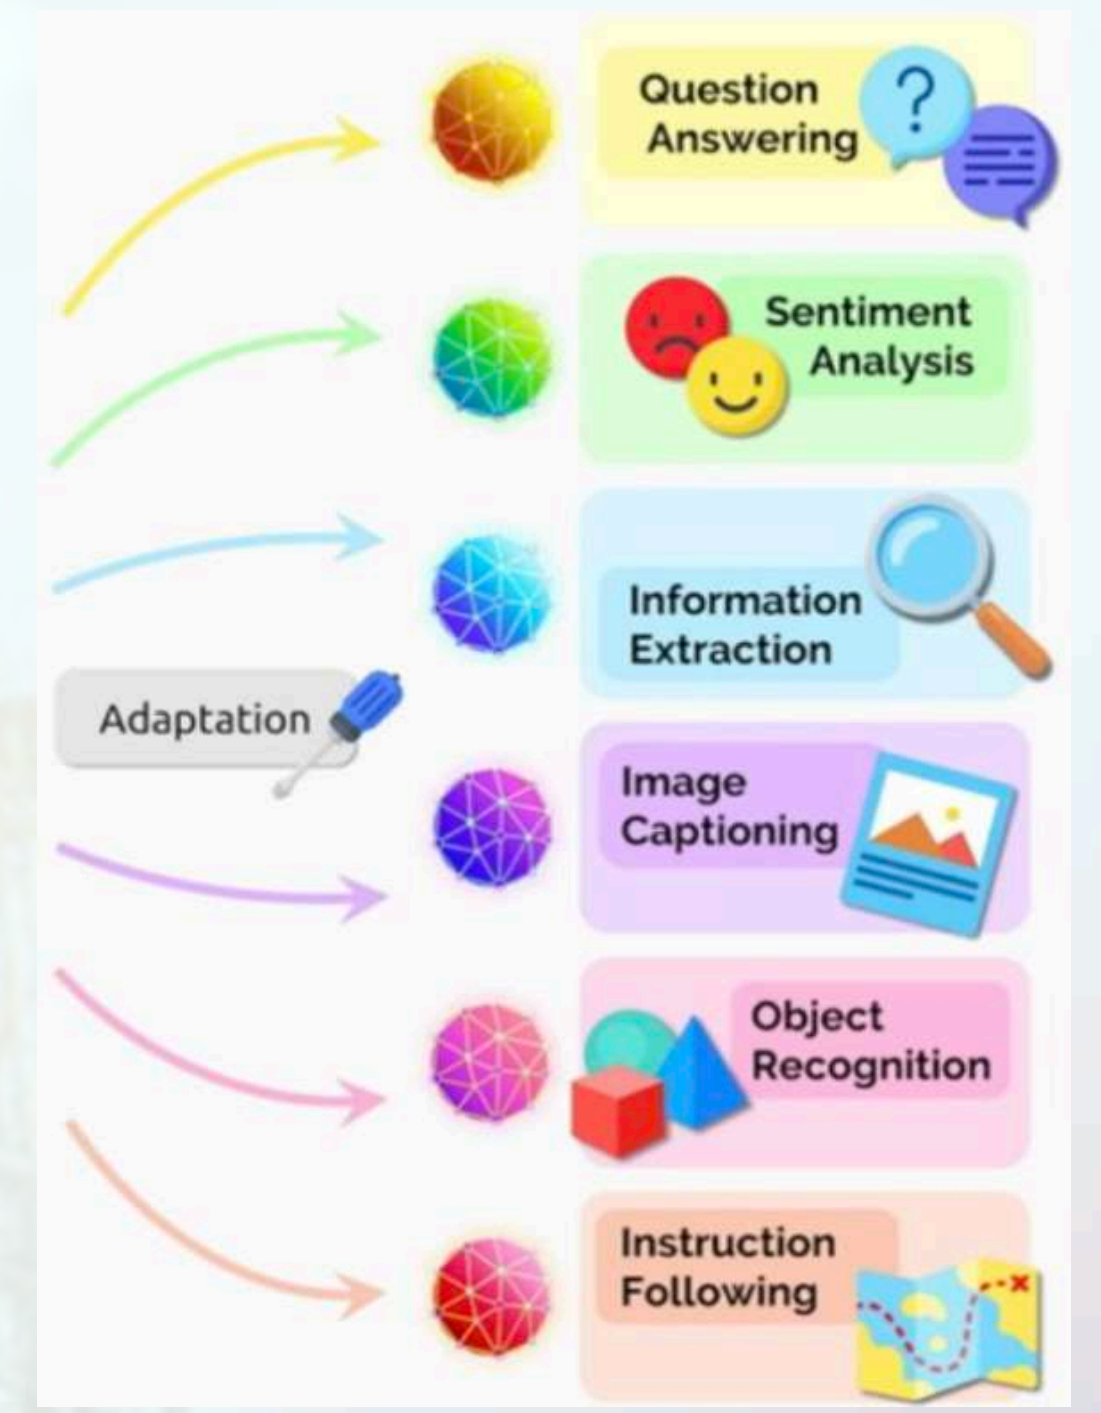 Question
Answering
Sentiment
Analysis
Information
Extraction
Adaptation
Image
Captioning
Object
Recognition
Instruction
Following